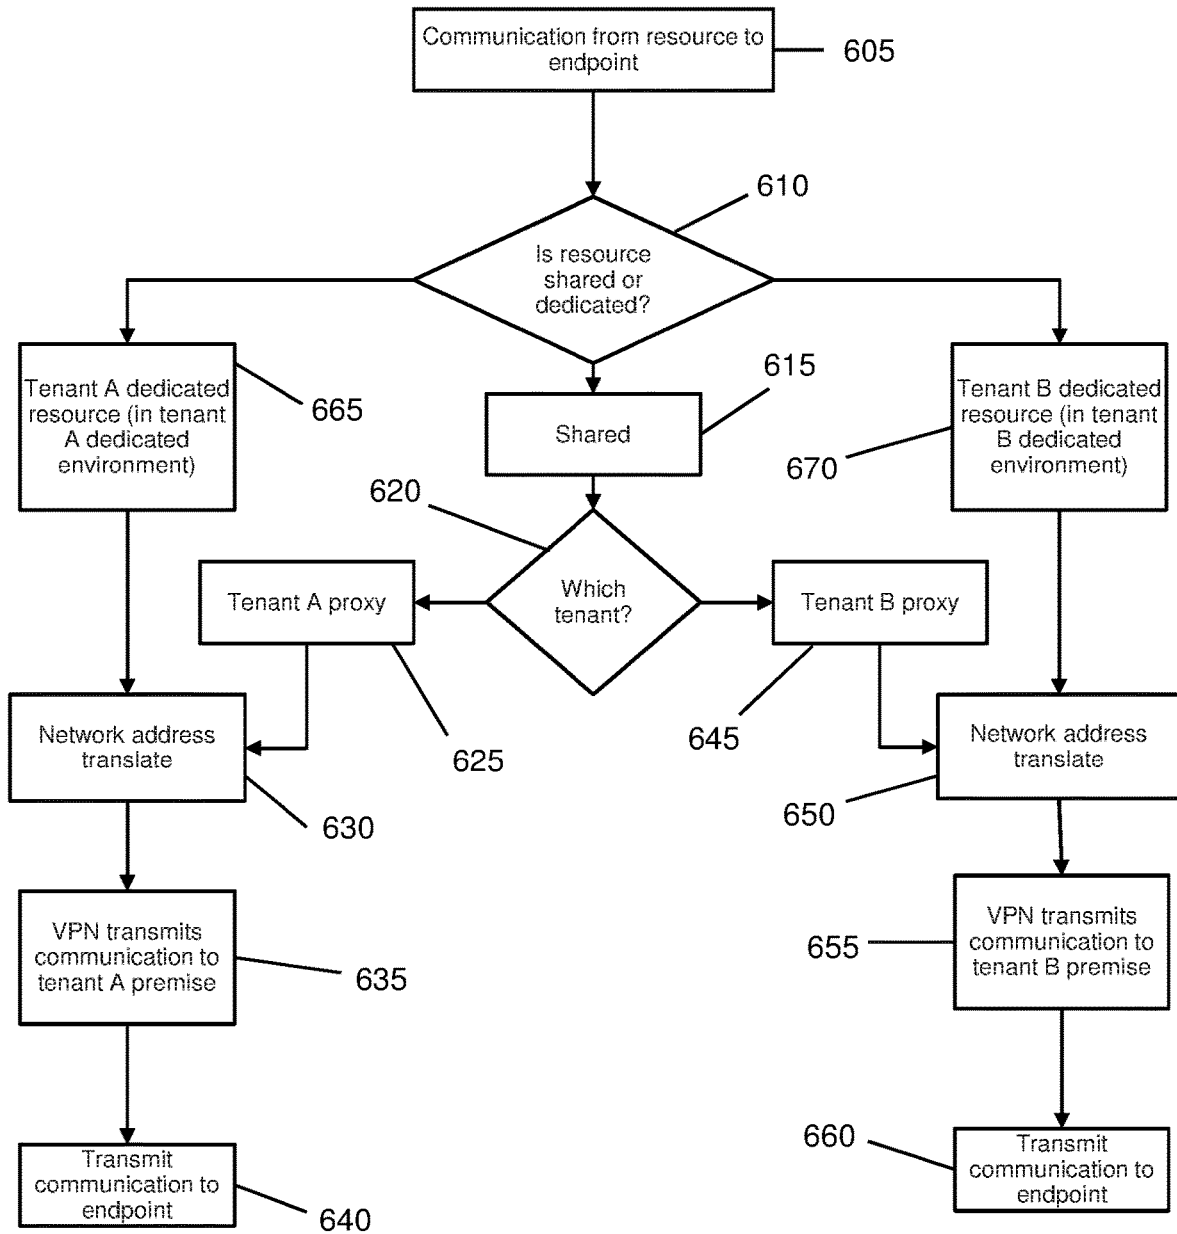 Communication from resource to
endpoint
605
610
Is resource
shared or
dedicated?
615
Tenant A dedicated
resource (in tenant
A dedicated
environment)
665
Shared
Tenant B dedicated
resource (in tenant
B dedicated
environment)
670
620
Tenant A proxy
Which
tenant?
Tenant B proxy
625
645
Network address
translate
630
Network address
translate
650
VPN transmits
communication to
tenant A premise
635
VPN transmits
communication to
tenant B premise
655
Transmit
communication to
endpoint
640
Transmit
communication to
endpoint
660